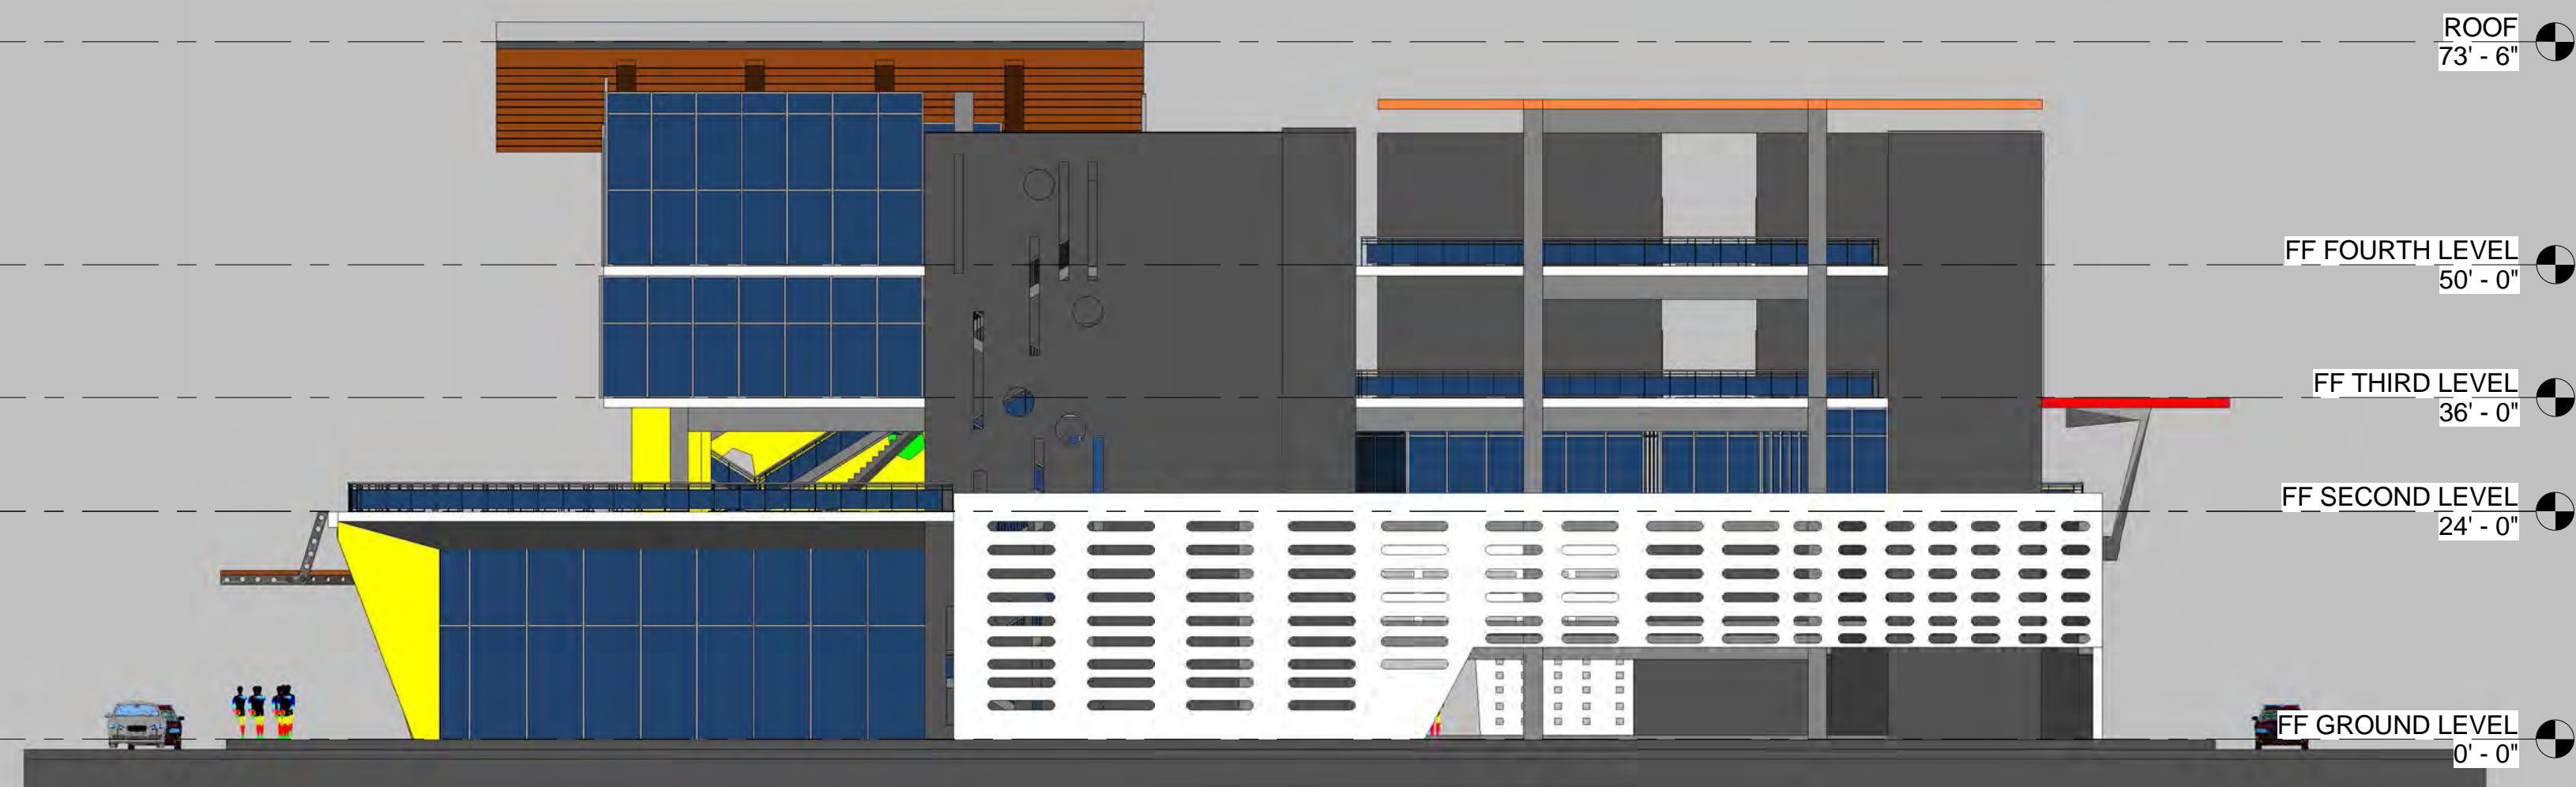 ROOF
73' - 6"
FF FOURTH LEVEL
50' - 0"
FF THIRD LEVEL
36' - 0"
FF SECOND LEVEL
24' - 0"
FF GROUND LEVEL
0' - 0"